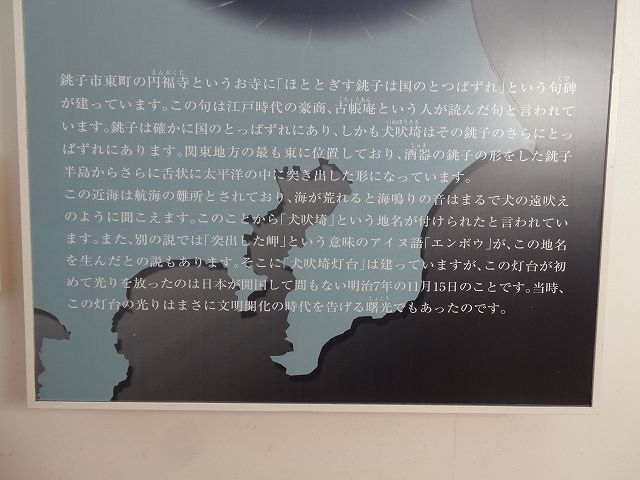 銚子市東町の円福寺というお寺に「ほととぎす銚子は国のとつぱずれ」という句碑
が建っています。この句は江戸時代の豪商、古帳庵という人が読んだ句と言われて
います。銚子は確かに国のとっぱずれにあり、しかも犬吠埼はその銚子のさらにとっ
ぱずれにあります。関東地方の最も東に位置しており、酒器の銚子の形をした銚子
半島からさらに舌状に太平洋の中に突き出した形になっています。
この近海は航海の難所とされており、海が荒れると海鳴りの音はまるで犬の遠吠え
のように聞こえます。このことから「犬吠埼」という地名が付けられたと言われてい
ます。また、別の説では「突出した岬」という意味のアイヌ語「エンボウ」が、この地名
を生んだとの説もあります。そこに「犬吠埼灯台」は建っていますが、この灯台が初
めて光りを放ったのは日本が開国して間もない明治7年の11月15日のことです。当時、
この灯台の光りはまさに文明開化の時代を告げる曙光でもあったのです。